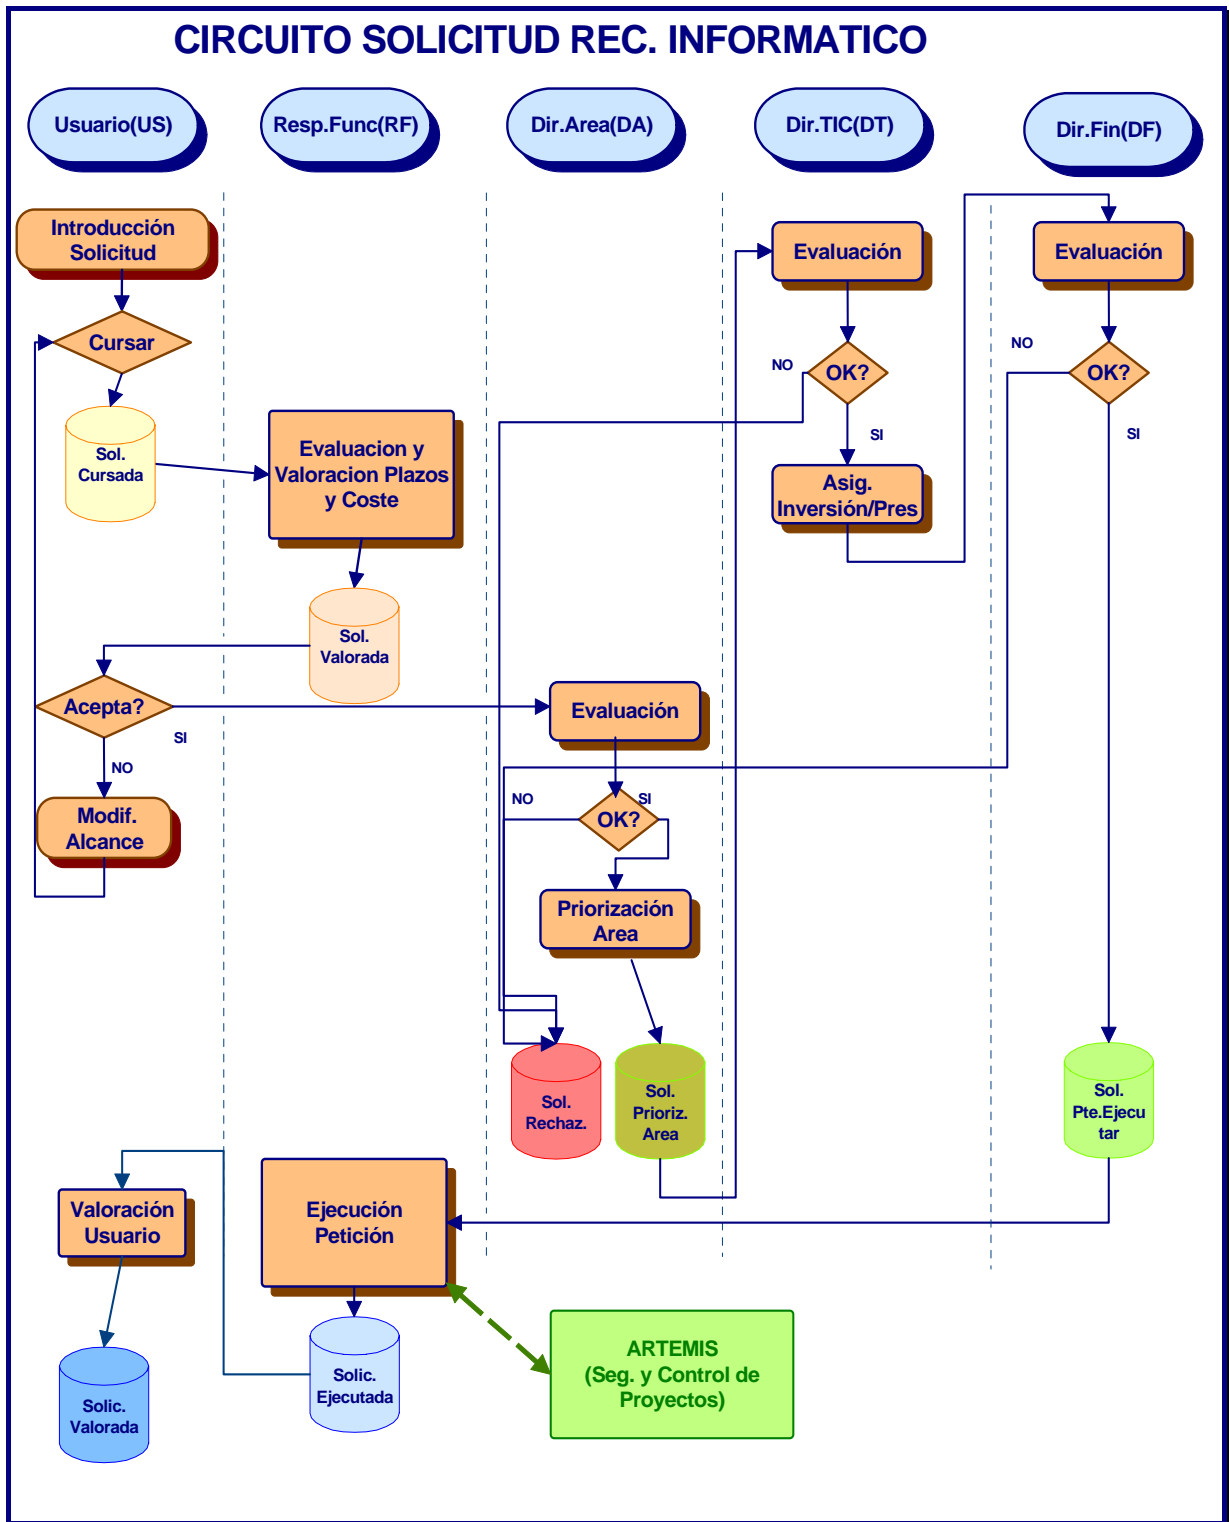 CIRCUITO SOLICITUD REC. INFORMATICO
Usuario(US)
Resp.Func(RF)
Dir.Area(DA)
Dir.TIC(DT)
Dir.Fin(DF)
Introducción
Solicitud
Evaluación
Evaluación
Cursar
NO
OK?
NO
OK?
SI
SI
Sol.
Cursada
Evaluacion y
Valoracion Plazos
y Coste
Asig.
Inversión/Pres
Sol.
Valorada
Acepta?
SI
NO
Evaluación
Modif.
Alcance
NO
SI
OK?
Priorización
Area
Sol.
Rechaz.
Sol.
Prioriz.
Area
Sol.
Pte.Ejecu
tar
Valoración
Usuario
Ejecución
Petición
Solic.
Valorada
Solic.
Ejecutada
ARTEMIS
(Seg. y Control de
Proyectos)